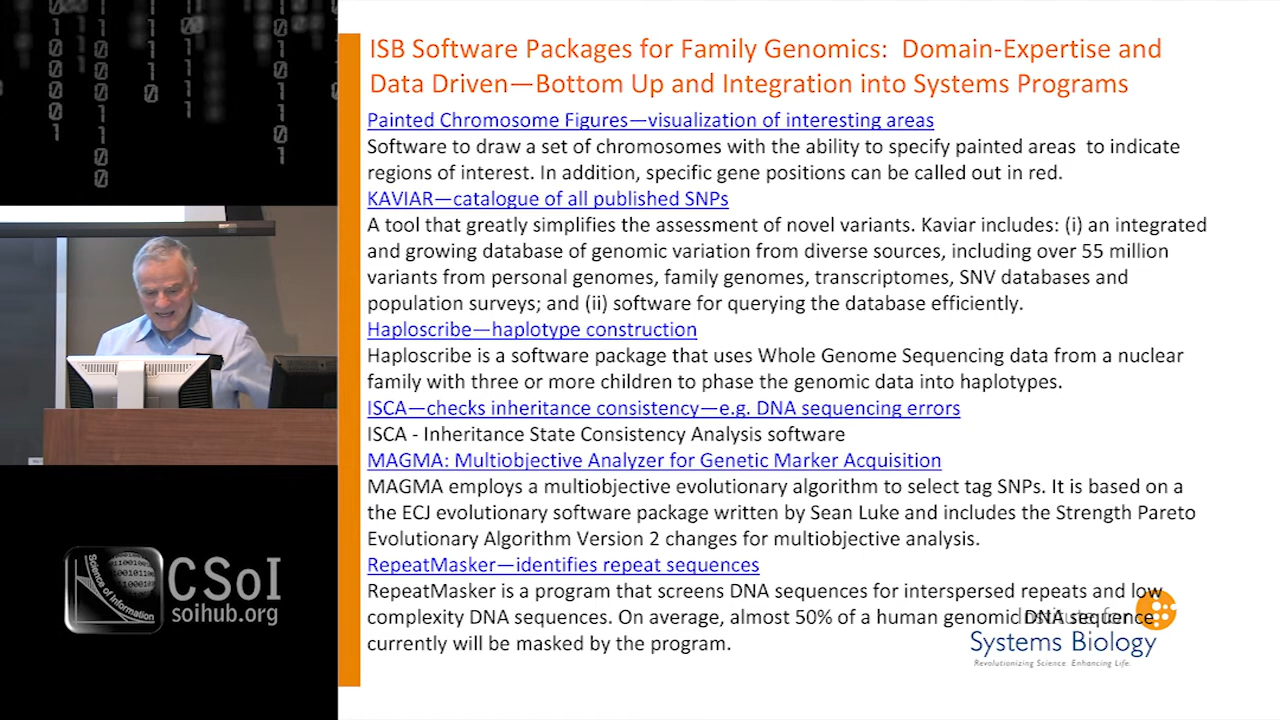 ISB Software Packages for Family Genomics: Domain-Expertise and
Data Driven—Bottom Up and Integration into Systems Programs
Painted Chromosome Figures—visualization of interesting areas
Software to draw a set of chromosomes with the ability to specify painted areas to indicate
regions of interest. In addition, specific gene positions can be called out in red.
KAVIAR—catalogue of all published SNPs
A tool that greatly simplifies the assessment of novel variants. Kaviar includes: (i) an integrated
and growing database of genomic variation from diverse sources, including over 55 million
variants from personal genomes, family genomes, transcriptomes, SNV databases and
population surveys; and (ii) software for querying the database efficiently.
Haploscribe—haplotype construction
Haploscribe is a software package that uses Whole Genome Sequencing data from a nuclear
family with three or more children to phase the genomic data into haplotypes.
ISCA—checks inheritance consistency—e.g. DNA sequencing errors
ISCA - Inheritance State Consistency Analysis software
MAGMA: Multiobjective Analyzer for Genetic Marker Acquisition
MAGMA employs a multiobjective evolutionary algorithm to select tag SNPs. It is based on a
the ECJ evolutionary software package written by Sean Luke and includes the Strength Pareto
Evolutionary Algorithm Version 2 changes for multiobjective analysis.
RepeatMasker—identifies repeat sequences
RepeatMasker is a program that screens DNA sequences for interspersed repeats and low
complexity DNA sequences. On average, almost 50% of a human genomic DNA sequence
currently will be masked by the program.
Institute for
Systems Biology
Revolutionizing Science. Enhancing Life.
Science of Information
CSoI
soihub.org